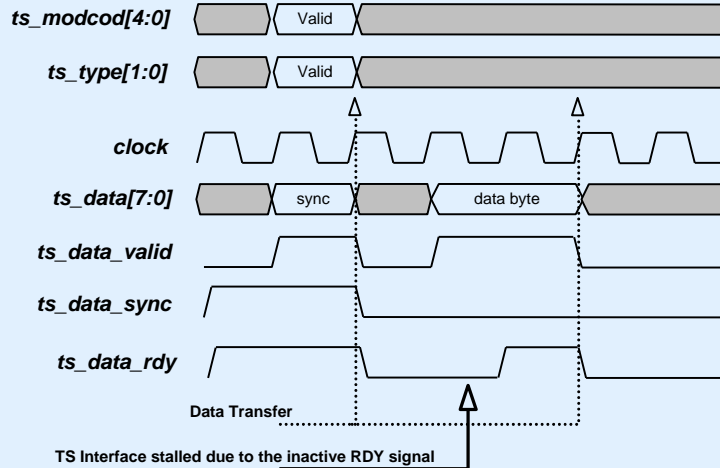 ts_modcod[4:0]
Valid
ts_type[1:0]
Valid
clock
ts_data[7:0]
sync
data byte
ts_data_valid
ts_data_sync
ts_data_rdy
Data Transfer
TS Interface stalled due to the inactive RDY signal